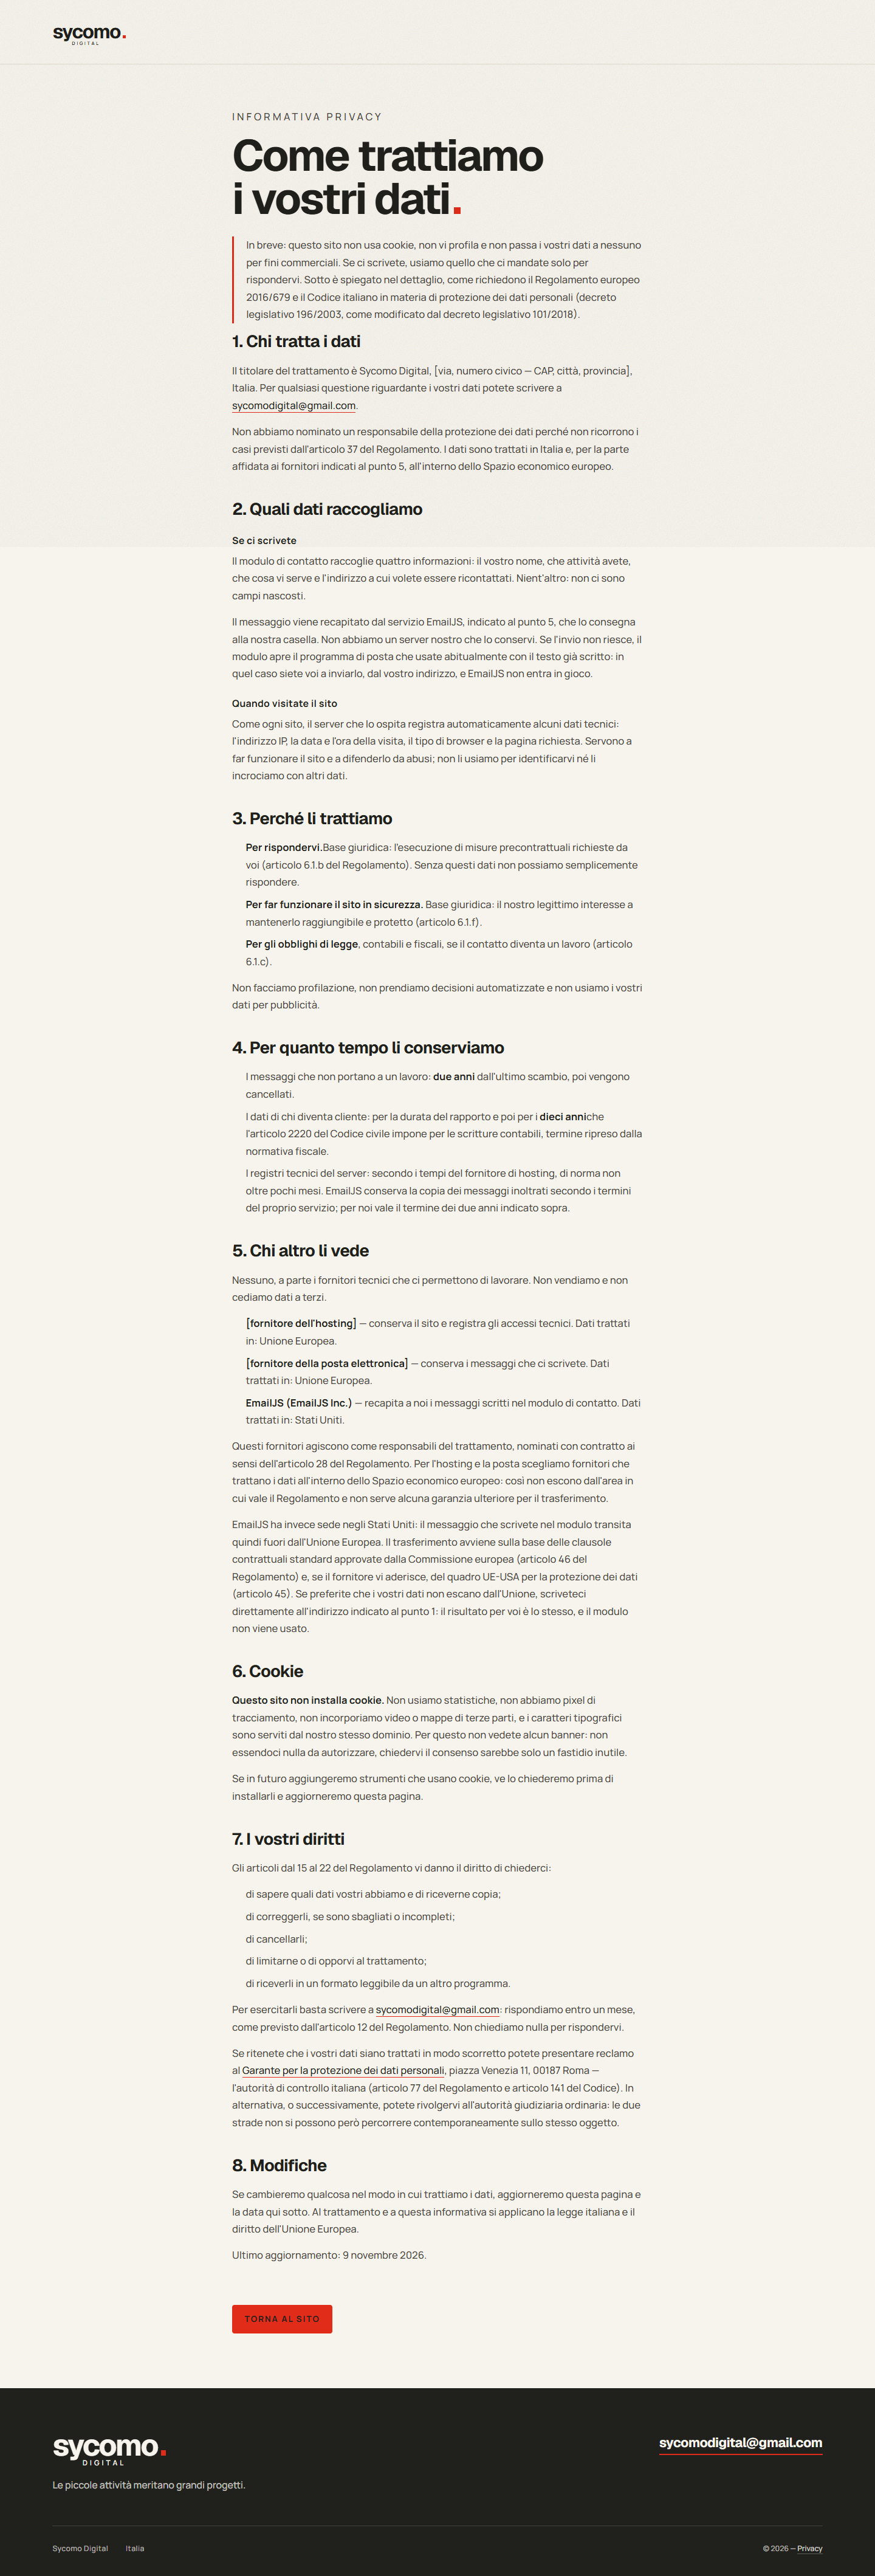 sycomo.
DIGITAL
INFORMATIVA PRIVACY
Come trattiamo
i vostri dati.
In breve: questo sito non usa cookie, non vi profila e non passa i vostri dati a nessuno
per fini commerciali. Se ci scrivete, usiamo quello che ci mandate solo per
rispondervi. Sotto è spiegato nel dettaglio, come richiedono il Regolamento europeo
2016/679 e il Codice italiano in materia di protezione dei dati personali (decreto
legislativo 196/2003, come modificato dal decreto legislativo 101/2018).
1. Chi tratta i dati
Il titolare del trattamento è Sycomo Digital, [via, numero civico — CAP, città, provincia],
Italia. Per qualsiasi questione riguardante i vostri dati potete scrivere a
sycomodigital@gmail.com.
Non abbiamo nominato un responsabile della protezione dei dati perché non ricorrono i
casi previsti dall'articolo 37 del Regolamento. I dati sono trattati in Italia e, per la parte
affidata ai fornitori indicati al punto 5, all'interno dello Spazio economico europeo.
2. Quali dati raccogliamo
Se ci scrivete
Il modulo di contatto raccoglie quattro informazioni: il vostro nome, che attività avete,
che cosa vi serve e l'indirizzo a cui volete essere ricontattati. Nient'altro: non ci sono
campi nascosti.
Il messaggio viene recapitato dal servizio EmailJS, indicato al punto 5, che lo consegna
alla nostra casella. Non abbiamo un server nostro che lo conservi. Se l'invio non riesce, il
modulo apre il programma di posta che usate abitualmente con il testo già scritto: in
quel caso siete voi a inviarlo, dal vostro indirizzo, e EmailJS non entra in gioco.
Quando visitate il sito
Come ogni sito, il server che lo ospita registra automaticamente alcuni dati tecnici:
l'indirizzo IP, la data e l'ora della visita, il tipo di browser e la pagina richiesta. Servono a
far funzionare il sito e a difenderlo da abusi; non li usiamo per identificarvi né li
incrociamo con altri dati.
3. Perché li trattiamo
Per rispondervi.Base giuridica: l'esecuzione di misure precontrattuali richieste da
voi (articolo 6.1.b del Regolamento). Senza questi dati non possiamo semplicemente
rispondere.
Per far funzionare il sito in sicurezza. Base giuridica: il nostro legittimo interesse a
mantenerlo raggiungibile e protetto (articolo 6.1.f).
Per gli obblighi di legge, contabili e fiscali, se il contatto diventa un lavoro (articolo
6.1.c).
Non facciamo profilazione, non prendiamo decisioni automatizzate e non usiamo i vostri
dati per pubblicità.
4. Per quanto tempo li conserviamo
I messaggi che non portano a un lavoro: due anni dall'ultimo scambio, poi vengono
cancellati.
I dati di chi diventa cliente: per la durata del rapporto e poi per i dieci anniche
l'articolo 2220 del Codice civile impone per le scritture contabili, termine ripreso dalla
normativa fiscale.
I registri tecnici del server: secondo i tempi del fornitore di hosting, di norma non
oltre pochi mesi. EmailJS conserva la copia dei messaggi inoltrati secondo i termini
del proprio servizio; per noi vale il termine dei due anni indicato sopra.
5. Chi altro li vede
Nessuno, a parte i fornitori tecnici che ci permettono di lavorare. Non vendiamo e non
cediamo dati a terzi.
[fornitore dell'hosting] — conserva il sito e registra gli accessi tecnici. Dati trattati
in: Unione Europea.
[fornitore della posta elettronica] — conserva i messaggi che ci scrivete. Dati
trattati in: Unione Europea.
EmailJS (EmailJS Inc.) — recapita a noi i messaggi scritti nel modulo di contatto. Dati
trattati in: Stati Uniti.
Questi fornitori agiscono come responsabili del trattamento, nominati con contratto ai
sensi dell'articolo 28 del Regolamento. Per l'hosting e la posta scegliamo fornitori che
trattano i dati all'interno dello Spazio economico europeo: così non escono dall'area in
cui vale il Regolamento e non serve alcuna garanzia ulteriore per il trasferimento.
EmailJS ha invece sede negli Stati Uniti: il messaggio che scrivete nel modulo transita
quindi fuori dall'Unione Europea. Il trasferimento avviene sulla base delle clausole
contrattuali standard approvate dalla Commissione europea (articolo 46 del
Regolamento) e, se il fornitore vi aderisce, del quadro UE-USA per la protezione dei dati
(articolo 45). Se preferite che i vostri dati non escano dall'Unione, scriveteci
direttamente all'indirizzo indicato al punto 1: il risultato per voi è lo stesso, e il modulo
non viene usato.
6. Cookie
Questo sito non installa cookie. Non usiamo statistiche, non abbiamo pixel di
tracciamento, non incorporiamo video o mappe di terze parti, e i caratteri tipografici
sono serviti dal nostro stesso dominio. Per questo non vedete alcun banner: non
essendoci nulla da autorizzare, chiedervi il consenso sarebbe solo un fastidio inutile.
Se in futuro aggiungeremo strumenti che usano cookie, ve lo chiederemo prima di
installarli e aggiorneremo questa pagina.
7. I vostri diritti
Gli articoli dal 15 al 22 del Regolamento vi danno il diritto di chiederci:
di sapere quali dati vostri abbiamo e di riceverne copia;
di correggerli, se sono sbagliati o incompleti;
di cancellarli;
di limitarne o di opporvi al trattamento;
di riceverli in un formato leggibile da un altro programma.
Per esercitarli basta scrivere a sycomodigital@gmail.com: rispondiamo entro un mese,
come previsto dall'articolo 12 del Regolamento. Non chiediamo nulla per rispondervi.
Se ritenete che i vostri dati siano trattati in modo scorretto potete presentare reclamo
al Garante per la protezione dei dati personali, piazza Venezia 11, 00187 Roma —
l'autorità di controllo italiana (articolo 77 del Regolamento e articolo 141 del Codice). In
alternativa, o successivamente, potete rivolgervi all'autorità giudiziaria ordinaria: le due
strade non si possono però percorrere contemporaneamente sullo stesso oggetto.
8. Modifiche
Se cambieremo qualcosa nel modo in cui trattiamo i dati, aggiorneremo questa pagina e
la data qui sotto. Al trattamento e a questa informativa si applicano la legge italiana e il
diritto dell'Unione Europea.
Ultimo aggiornamento: 9 novembre 2026.
TORNA AL SITO
sycomo.
DIGITAL
sycomodigital@gmail.com
Le piccole attività meritano grandi progetti.
Sycomo Digital Italia
© 2026 — Privacy